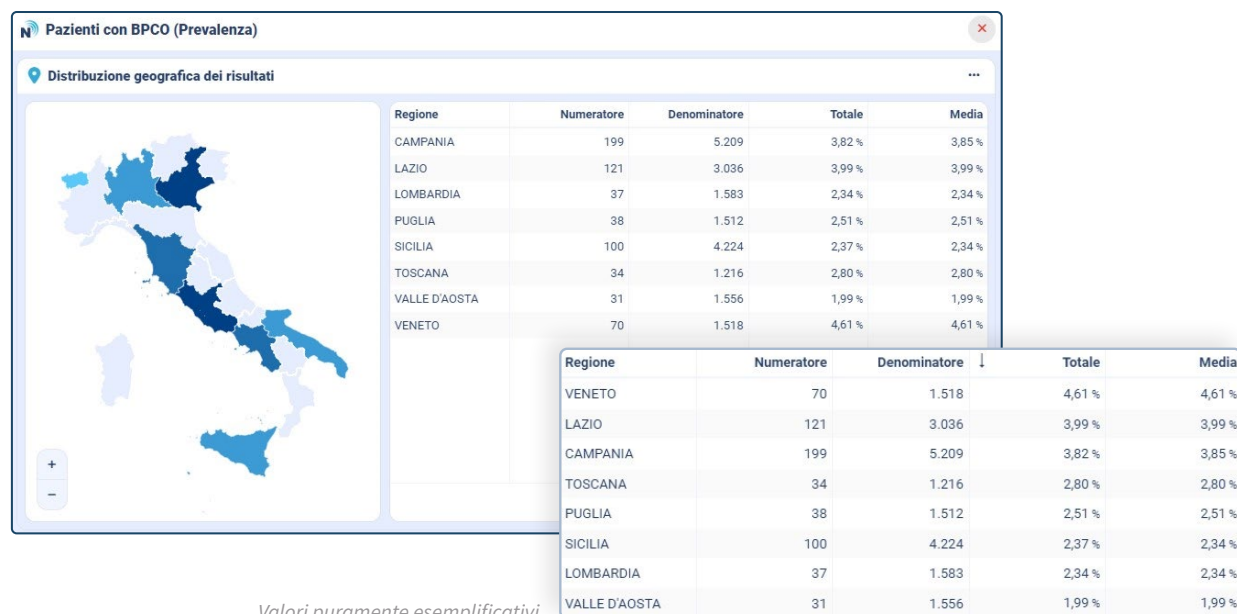 N Pazienti con BPCO (Prevalenza) ×
Distribuzione geografica dei risultati ...
Regione Numeratore Denominatore Totale Media
CAMPANIA 199 5.209 3,82 % 3,85 %
LAZIO 121 3.036 3,99 % 3,99 %
LOMBARDIA 37 1.583 2,34 % 2,34 %
PUGLIA 38 1.512 2,51 % 2,51 %
SICILIA 100 4.224 2,37 % 2,34 %
TOSCANA 34 1.216 2,80 % 2,80 %
VALLE D'AOSTA 31 1.556 1,99 % 1,99 %
VENETO 70 1.518 4,61 % 4,61 %
+
−
Regione Numeratore Denominatore ↓ Totale Media
VENETO 70 1.518 4,61 % 4,61 %
LAZIO 121 3.036 3,99 % 3,99 %
CAMPANIA 199 5.209 3,82 % 3,85 %
TOSCANA 34 1.216 2,80 % 2,80 %
PUGLIA 38 1.512 2,51 % 2,51 %
SICILIA 100 4.224 2,37 % 2,34 %
LOMBARDIA 37 1.583 2,34 % 2,34 %
VALLE D'AOSTA 31 1.556 1,99 % 1,99 %
Valori puramente esemplificativi